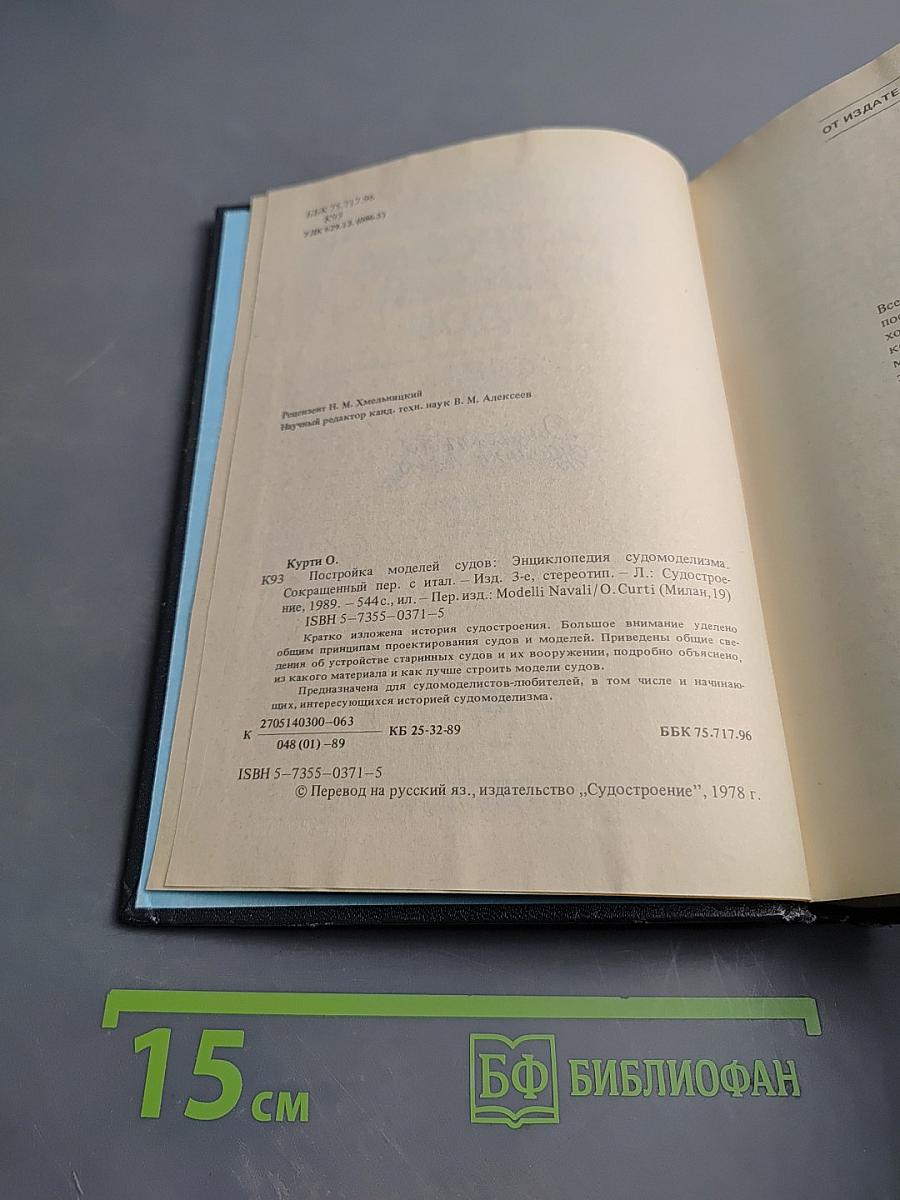 ББК 75.717.96
К93
УДК 629.12. (086.5)
Рецензент Н. М. Хмельницкий
Научный редактор канд. техн. наук В. М. Алексеев
Курти О.
К93 Постройка моделей судов: Энциклопедия судомоделизма.
Сокращенный пер. с итал. – Изд. 3-е, стереотип. – Л.: Судострое-
ние, 1989. – 544 с., ил. – Пер. изд.: Modelli Navali/O. Curti (Милан, 19)
ISBN 5–7355–0371–5
Кратко изложена история судостроения. Большое внимание уделено
общим принципам проектирования судов и моделей. Приведены общие све-
дения об устройстве старинных судов и их вооружении, подробно объяснено,
из какого материала и как лучше строить модели судов.
Предназначена для судомоделистов-любителей, в том числе и начинаю-
щих, интересующихся историей судомоделизма.
К 2705140300–063
048 (01) –89
КБ 25-32-89
ББК 75.717.96
ISBN 5–7355–0371–5
© Перевод на русский яз., издательство „Судостроение”, 1978 г.
ОТ ИЗДАТЕ
Все
15 см
БФ БИБЛИОФАН